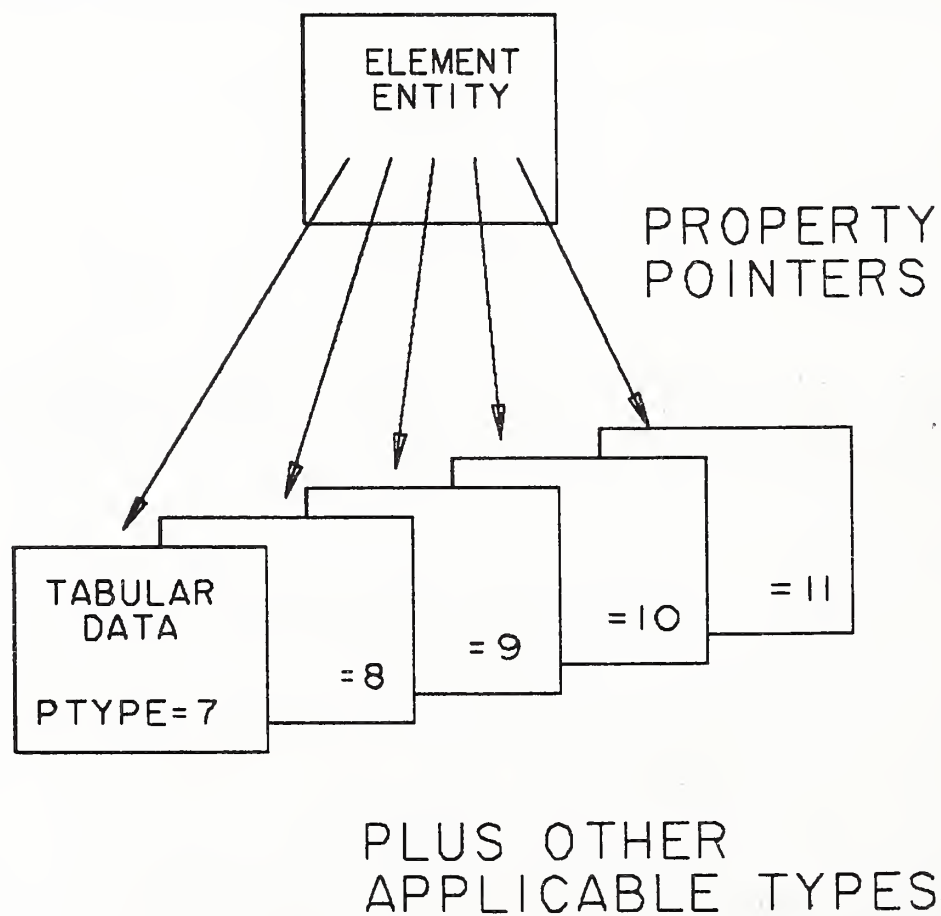 ELEMENT
ENTITY
PROPERTY
POINTERS
TABULAR
DATA
PTYPE=7
=8
=9
=10
=11
PLUS OTHER
APPLICABLE TYPES